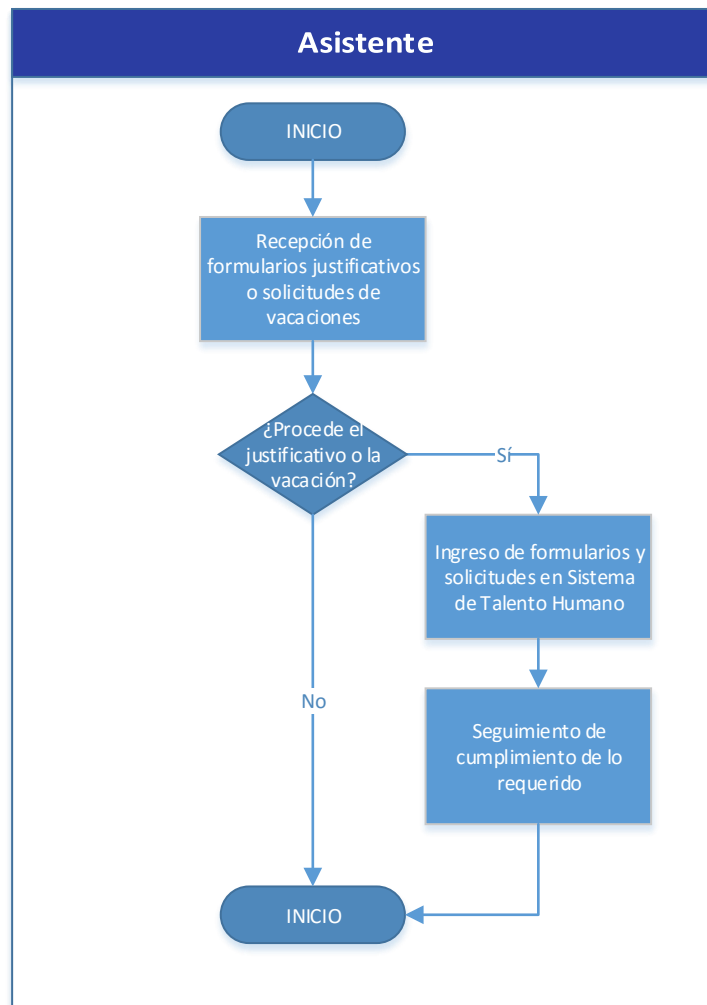 Asistente
INICIO
Recepción de
formularios justificativos
o solicitudes de
vacaciones
¿Procede el
justificativo o la
vacación?
Sí
Ingreso de formularios y
solicitudes en Sistema
de Talento Humano
No
Seguimiento de
cumplimiento de lo
requerido
INICIO